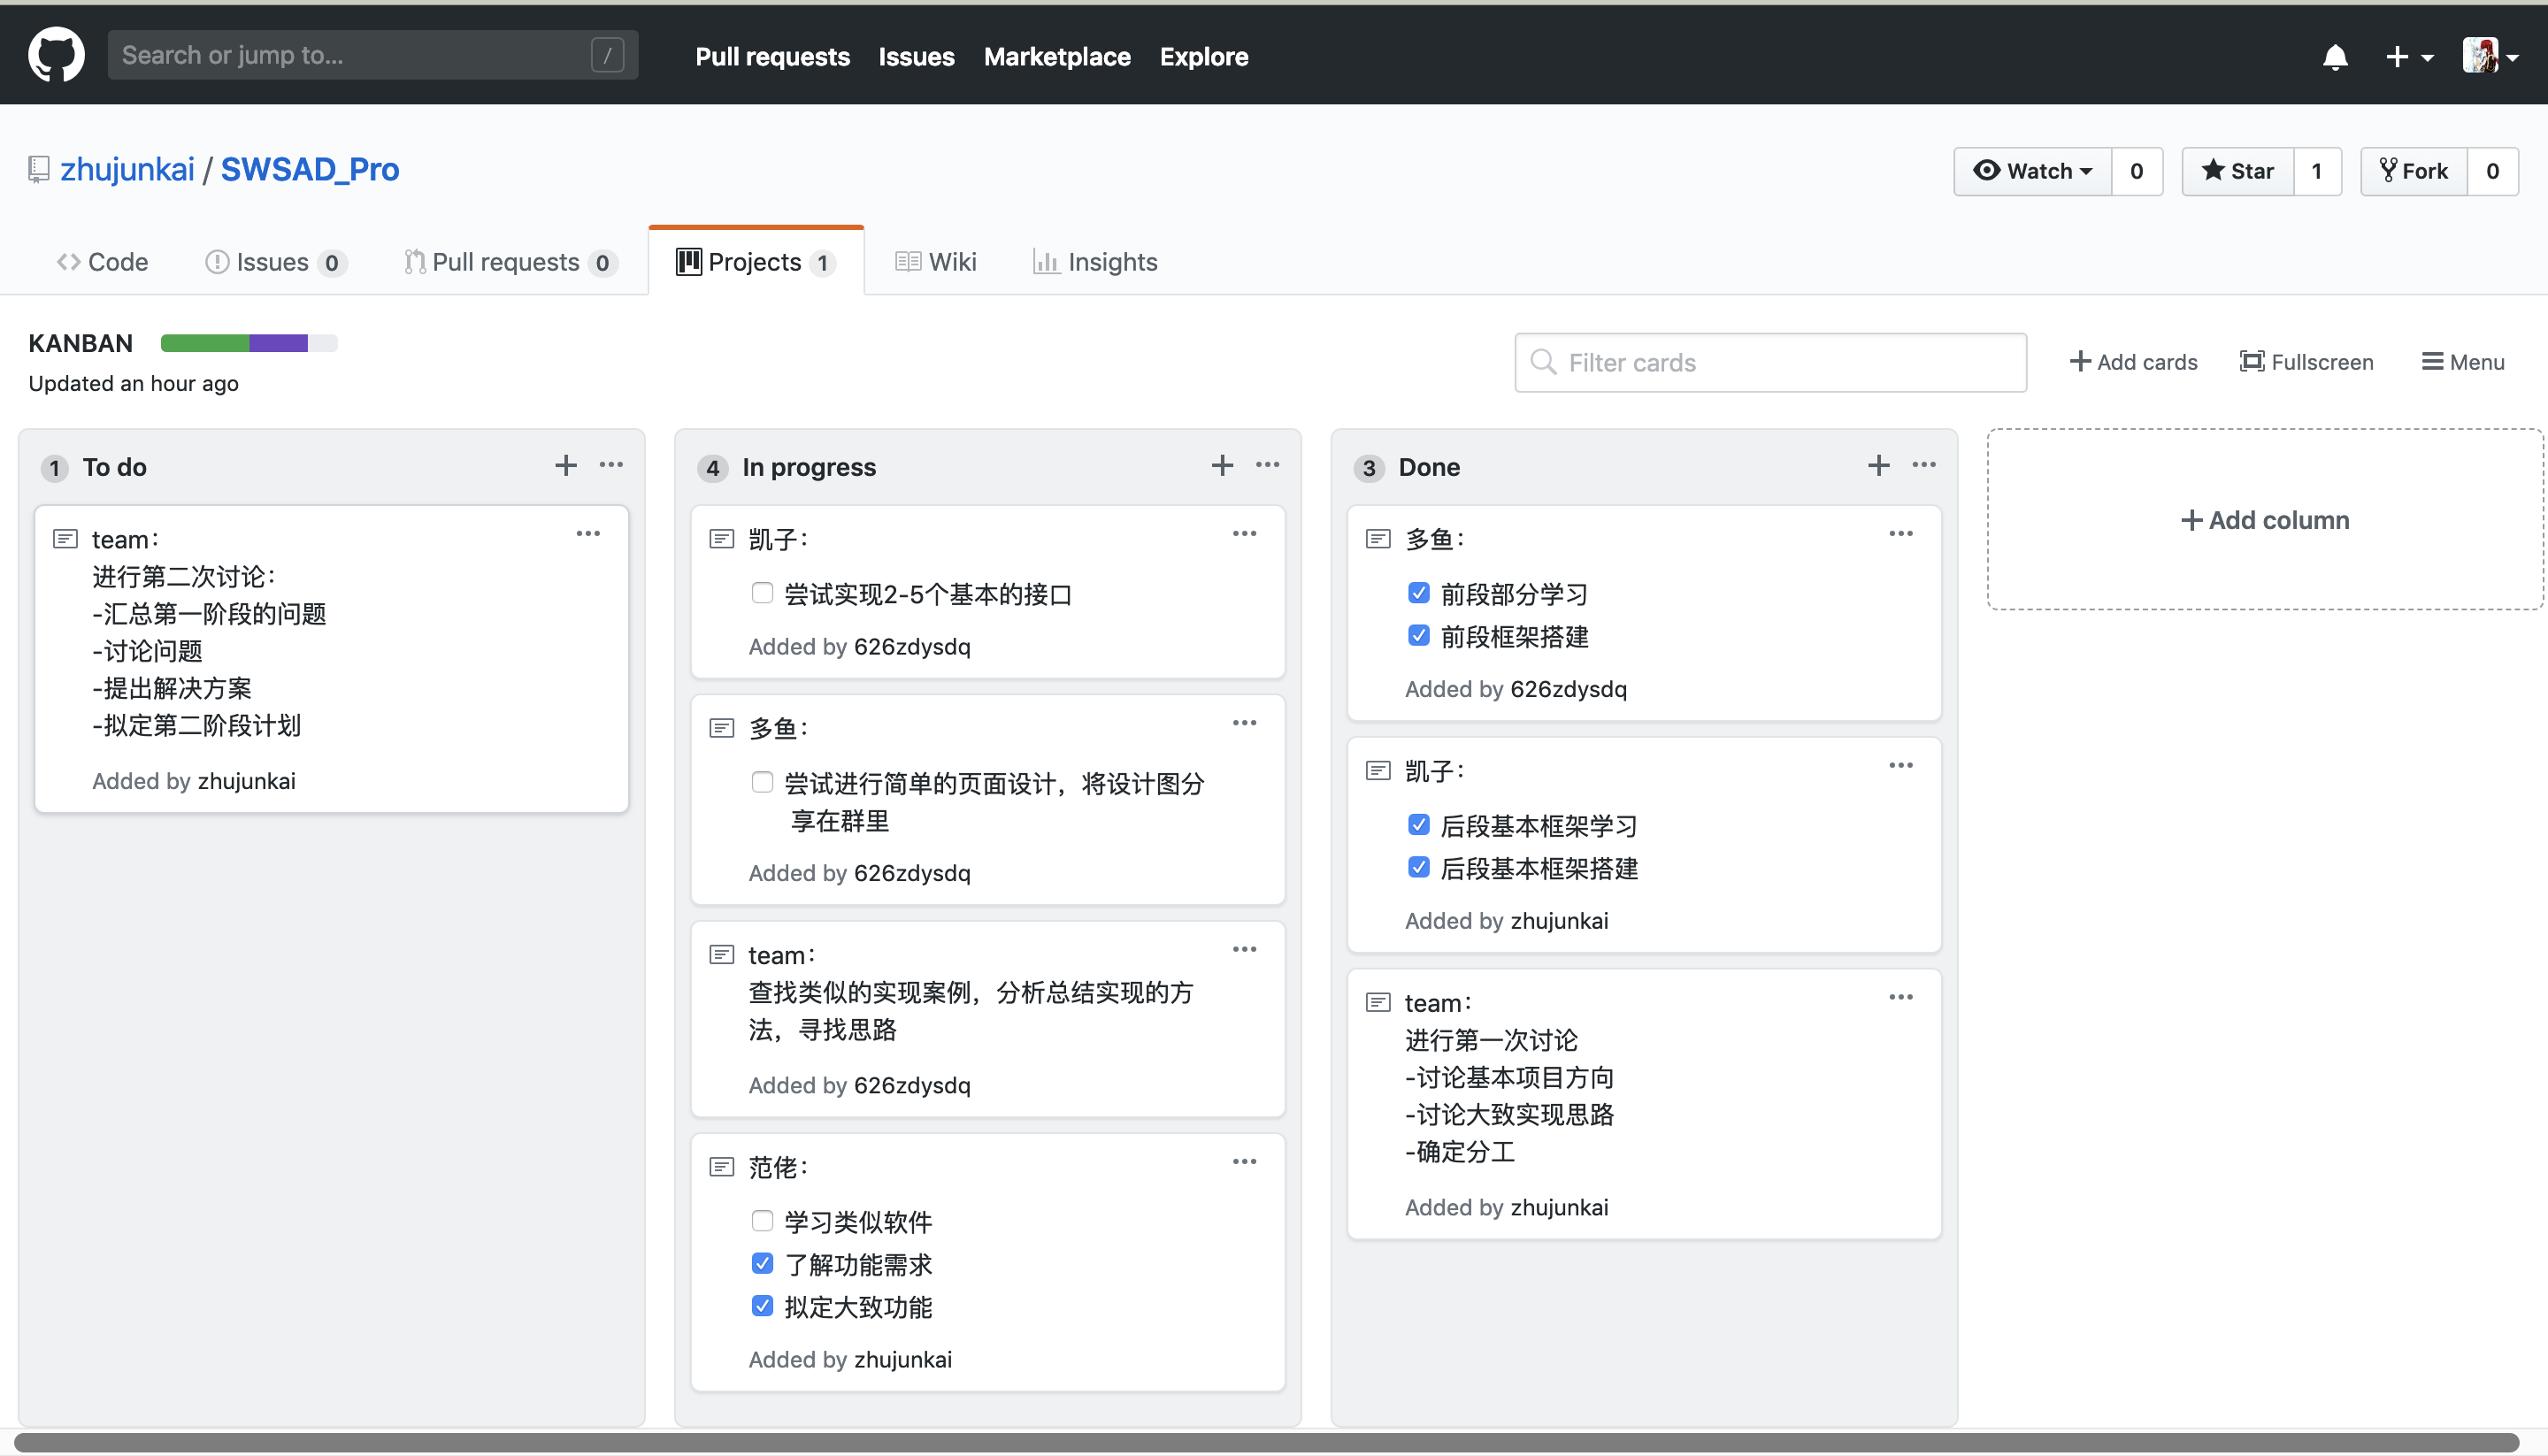 Search or jump to... /
Pull requests Issues Marketplace Explore
zhujunkai / SWSAD_Pro
Watch 0 Star 1 Fork 0
Code Issues 0 Pull requests 0 Projects 1 Wiki Insights
KANBAN
Updated an hour ago
Filter cards
Add cards Fullscreen Menu
1 To do
team：
进行第二次讨论：
-汇总第一阶段的问题
-讨论问题
-提出解决方案
-拟定第二阶段计划
Added by zhujunkai
4 In progress
凯子：
尝试实现2-5个基本的接口
Added by 626zdysdq
多鱼：
尝试进行简单的页面设计，将设计图分
享在群里
Added by 626zdysdq
team：
查找类似的实现案例，分析总结实现的方
法，寻找思路
Added by 626zdysdq
范佬：
学习类似软件
了解功能需求
拟定大致功能
Added by zhujunkai
3 Done
多鱼：
前段部分学习
前段框架搭建
Added by 626zdysdq
凯子：
后段基本框架学习
后段基本框架搭建
Added by zhujunkai
team：
进行第一次讨论
-讨论基本项目方向
-讨论大致实现思路
-确定分工
Added by zhujunkai
Add column